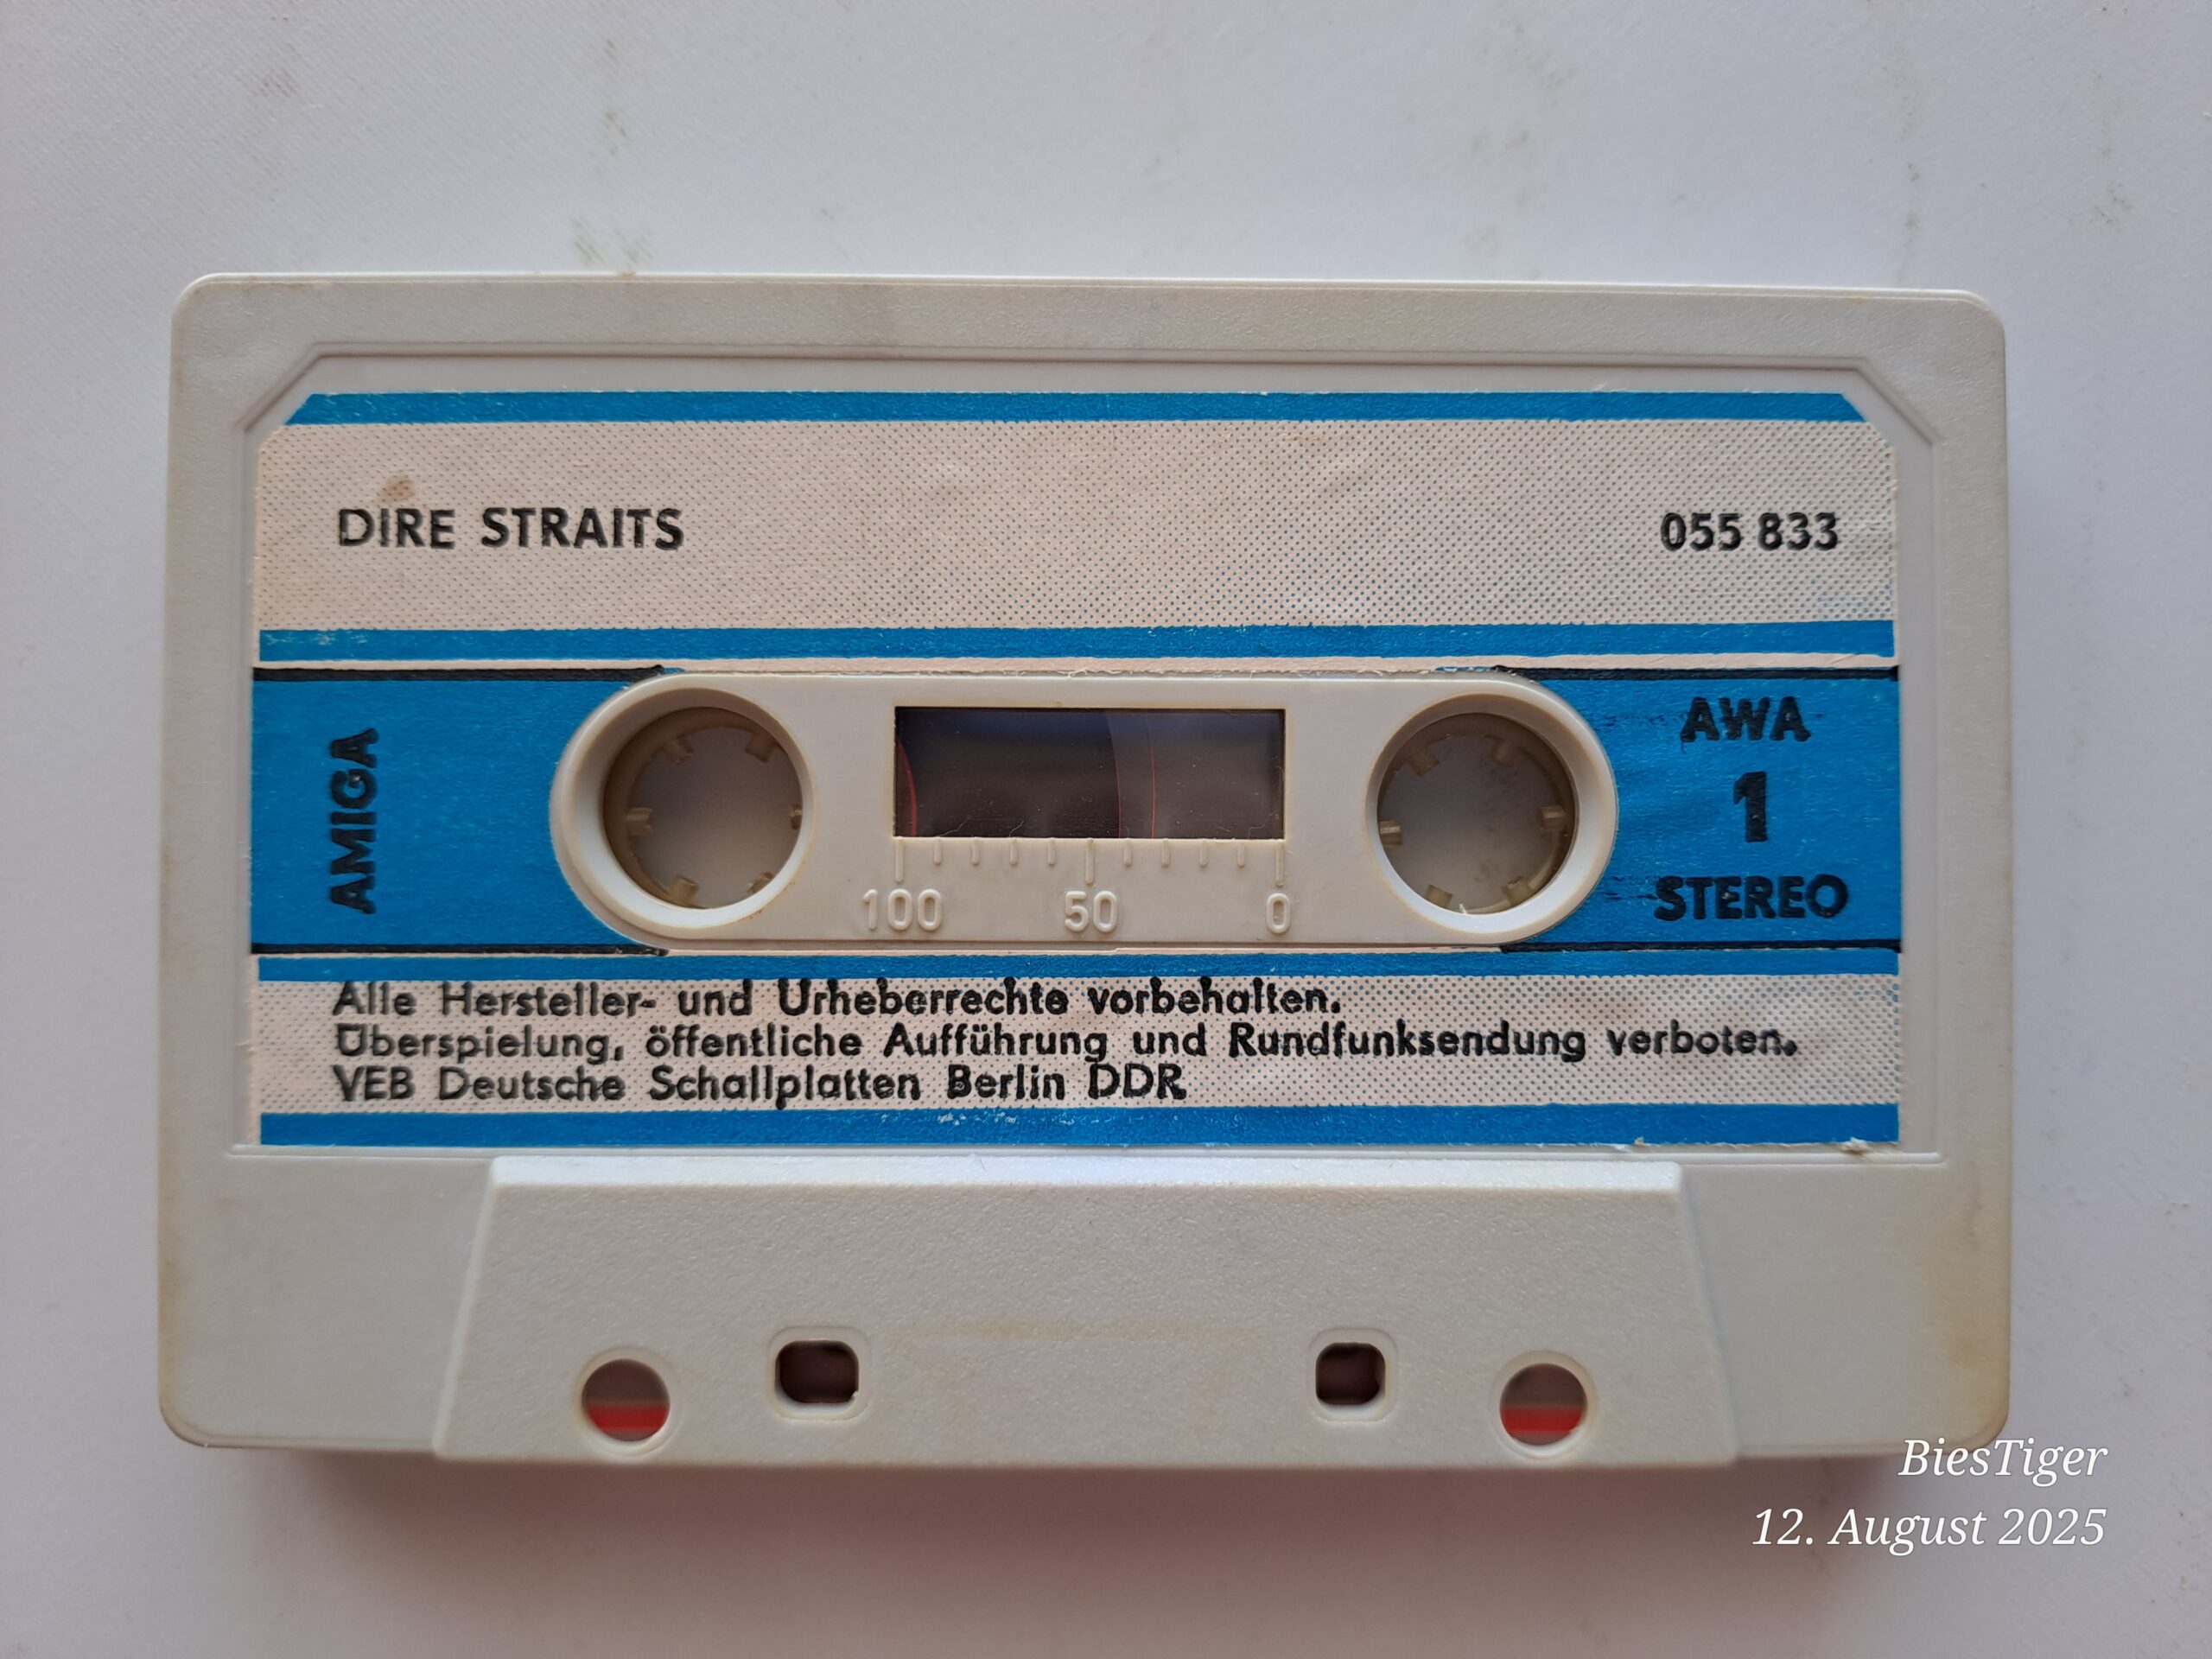 DIRE STRAITS
055 833
AMIGA
AWA
1
STEREO
100 50 0
Alle Hersteller- und Urheberrechte vorbehalten.
Überspielung, öffentliche Aufführung und Rundfunksendung verboten.
VEB Deutsche Schallplatten Berlin DDR
BiesTiger
12. August 2025